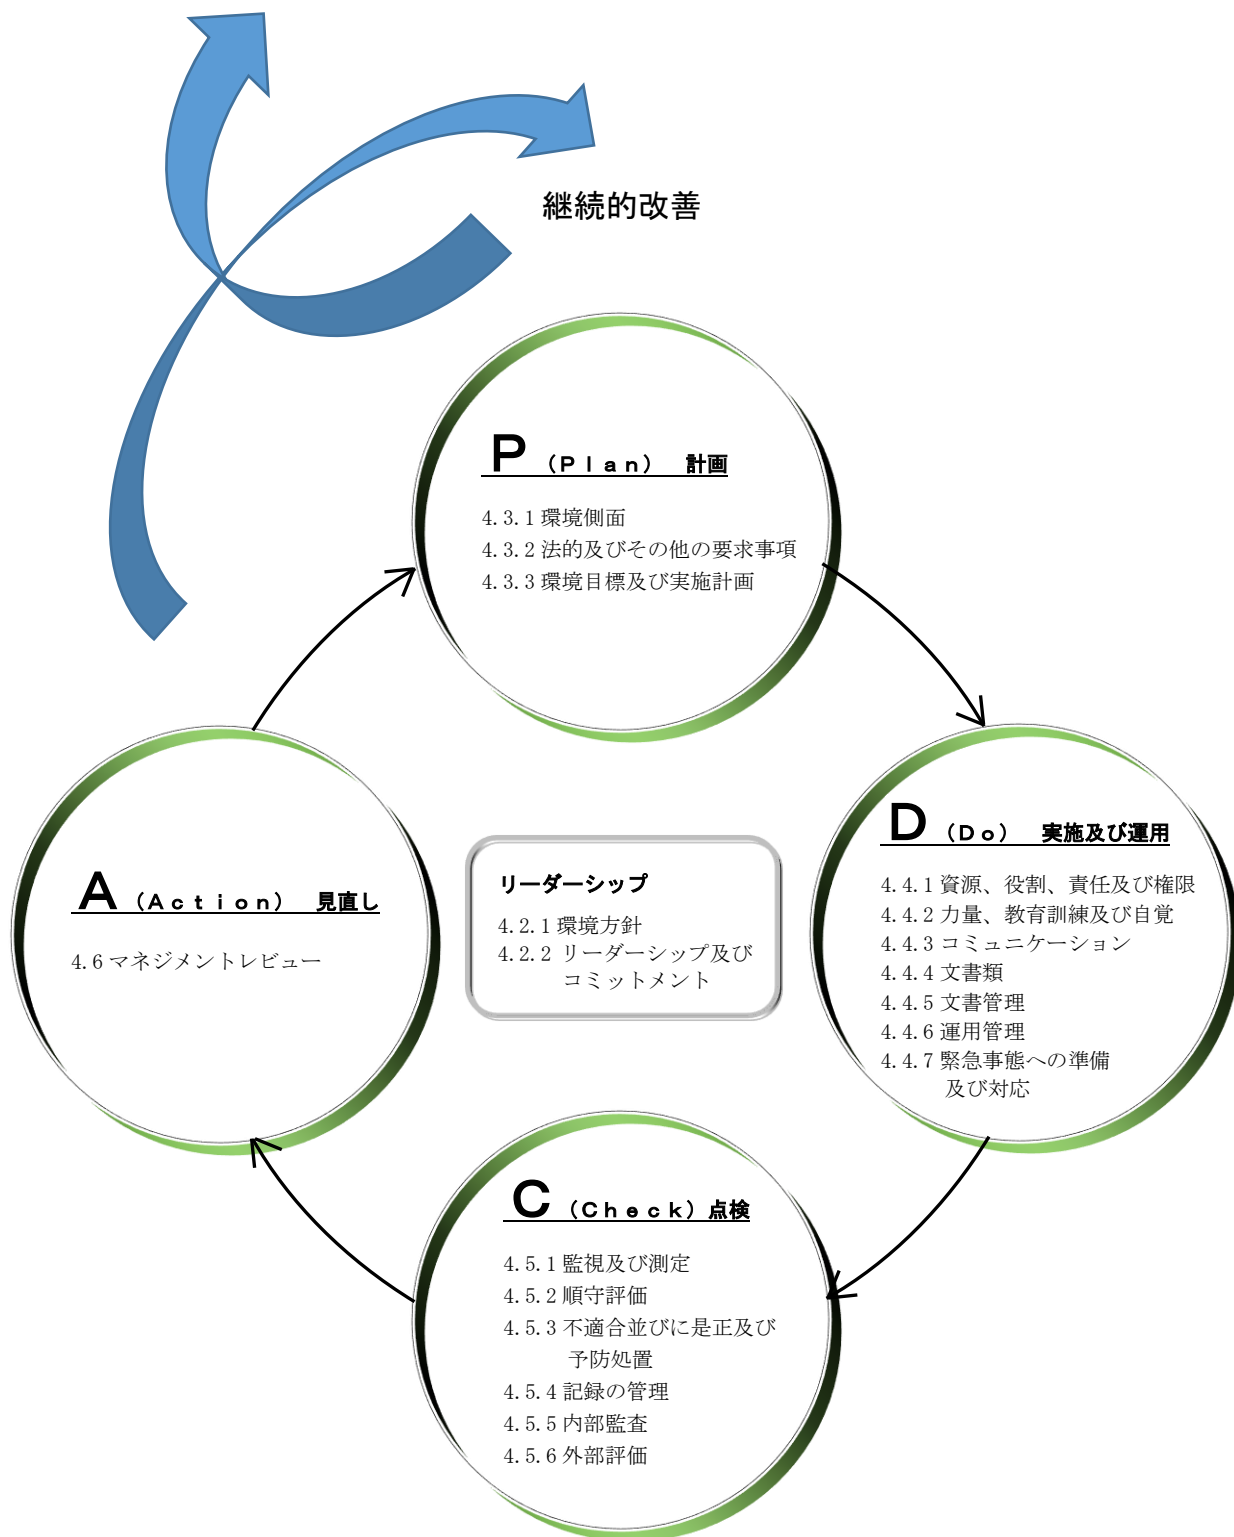 継続的改善
P（Plan）　計画
4.3.1 環境側面
4.3.2 法的及びその他の要求事項
4.3.3 環境目標及び実施計画
D（Do）　実施及び運用
4.4.1 資源、役割、責任及び権限
4.4.2 力量、教育訓練及び自覚
4.4.3 コミュニケーション
4.4.4 文書類
4.4.5 文書管理
4.4.6 運用管理
4.4.7 緊急事態への準備
及び対応
リーダーシップ
4.2.1 環境方針
4.2.2 リーダーシップ及び
コミットメント
A（Action）　見直し
4.6 マネジメントレビュー
C（Check）点検
4.5.1 監視及び測定
4.5.2 順守評価
4.5.3 不適合並びに是正及び
予防処置
4.5.4 記録の管理
4.5.5 内部監査
4.5.6 外部評価